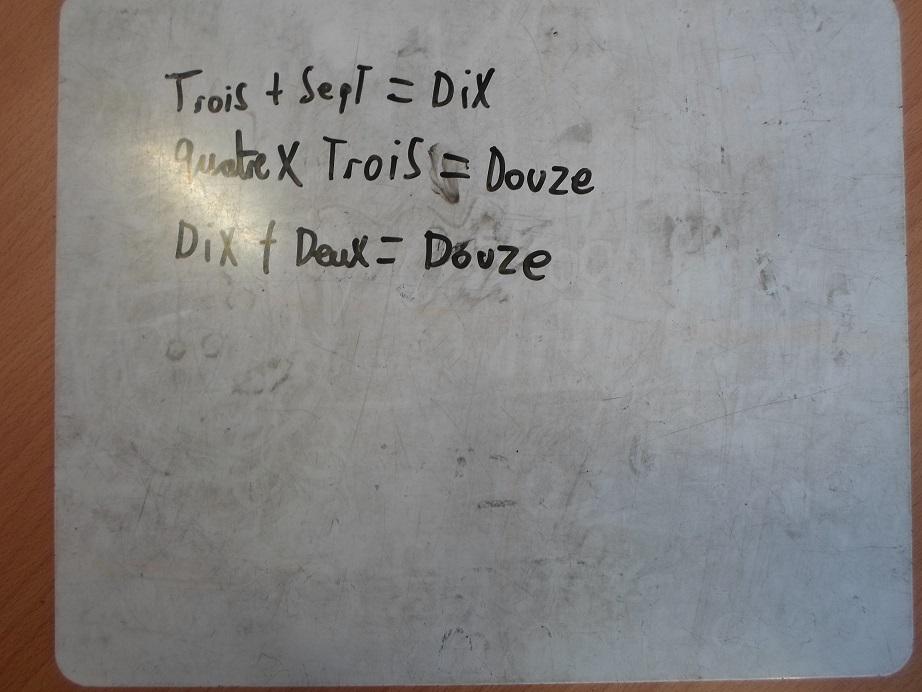 Trois + Sept = Dix
quatre X Trois = Douze
Dix + Deux = Douze